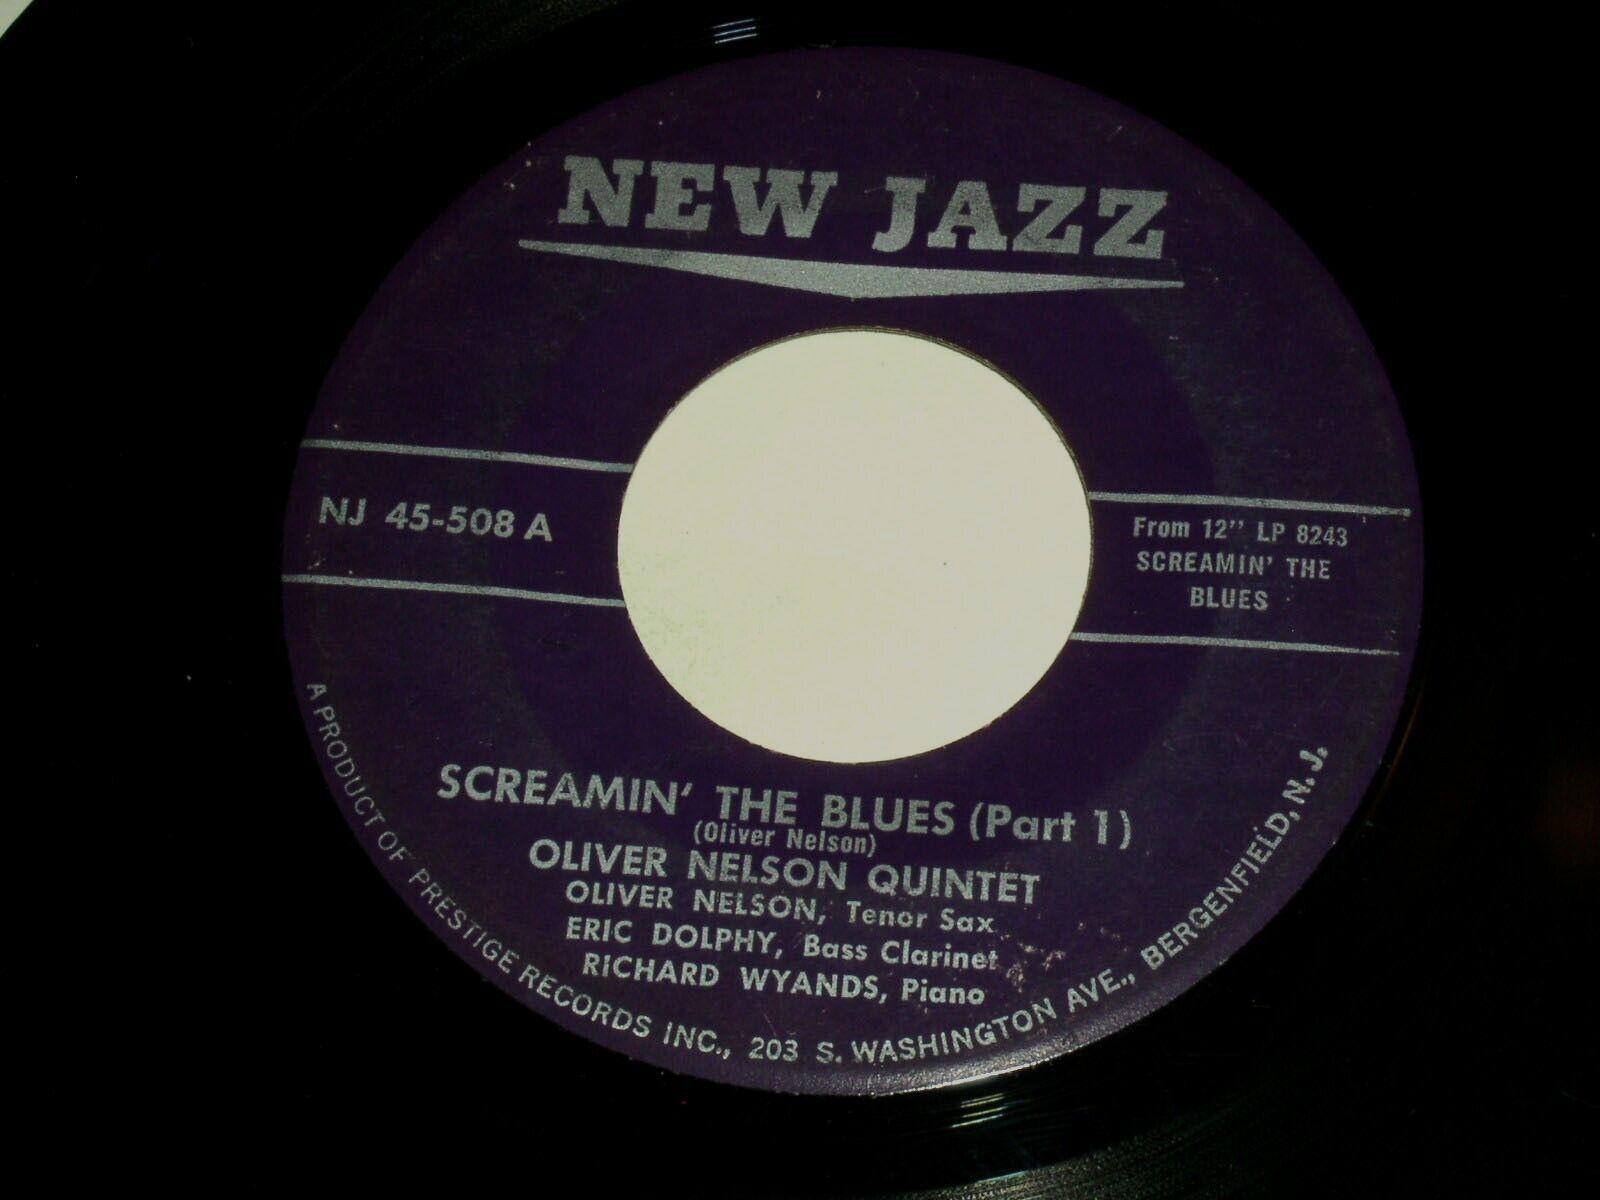 NEW JAZZ
NJ 45-508 A
From 12" LP 8243
SCREAMIN' THE
BLUES
SCREAMIN' THE BLUES (Part 1)
(Oliver Nelson)
OLIVER NELSON QUINTET
OLIVER NELSON, Tenor Sax
ERIC DOLPHY, Bass Clarinet
RICHARD WYANDS, Piano
A PRODUCT OF PRESTIGE RECORDS INC., 203 S. WASHINGTON AVE., BERGENFIELD, N. J.